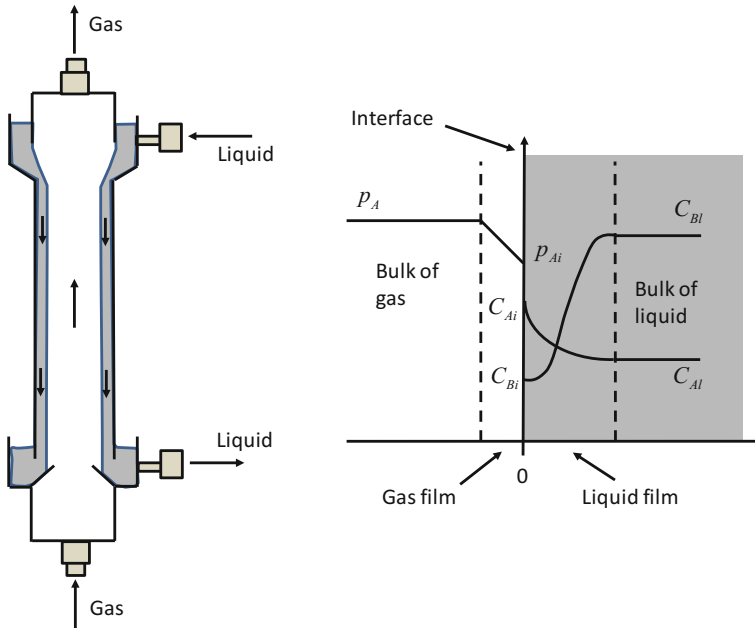 Gas
Liquid
Liquid
Gas
Interface
p_A
p_Ai
C_Bl
Bulk of
gas
Bulk of
liquid
C_Ai
C_Bi
C_Al
0
Gas film
Liquid film